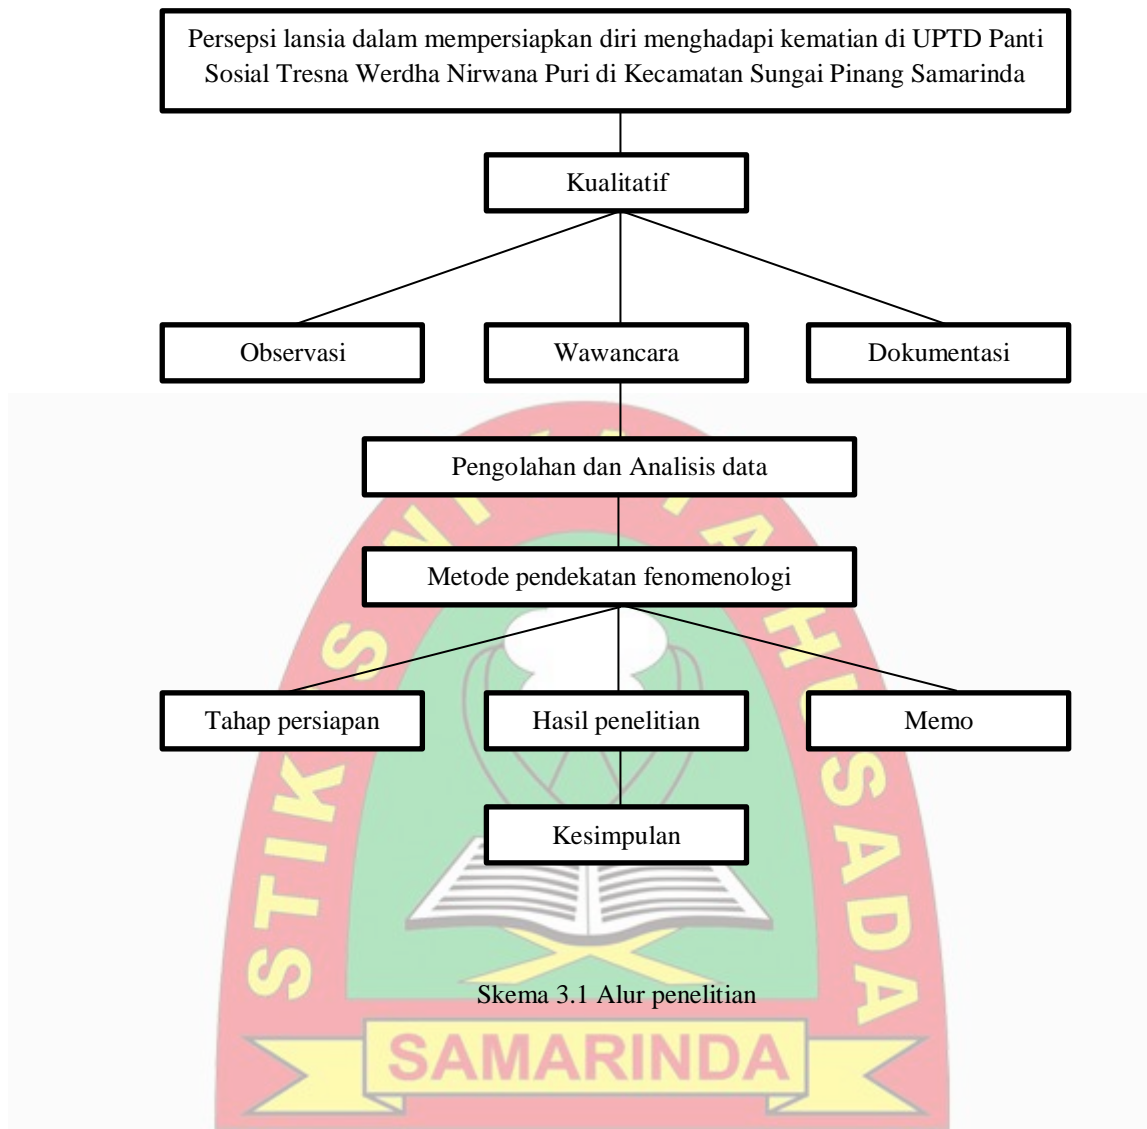 Persepsi lansia dalam mempersiapkan diri menghadapi kematian di UPTD Panti
Sosial Tresna Werdha Nirwana Puri di Kecamatan Sungai Pinang Samarinda
Kualitatif
Observasi
Wawancara
Dokumentasi
Pengolahan dan Analisis data
Metode pendekatan fenomenologi
Tahap persiapan
Hasil penelitian
Memo
Kesimpulan
Skema 3.1 Alur penelitian
STIKES
SAMARINDA